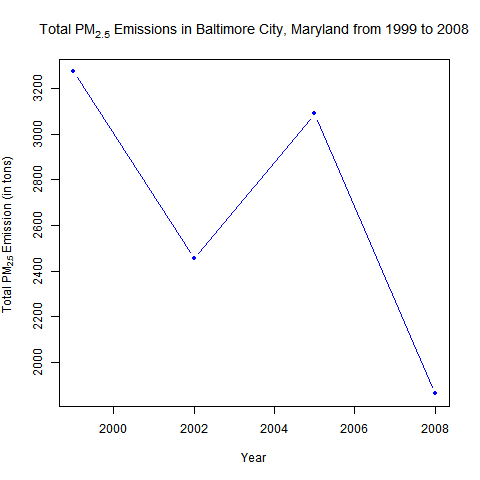 Total PM2.5 Emissions in Baltimore City, Maryland from 1999 to 2008
3200
3000
2800
2600
2400
2200
2000
Total PM2.5 Emission (in tons)
2000 2002 2004 2006 2008
Year